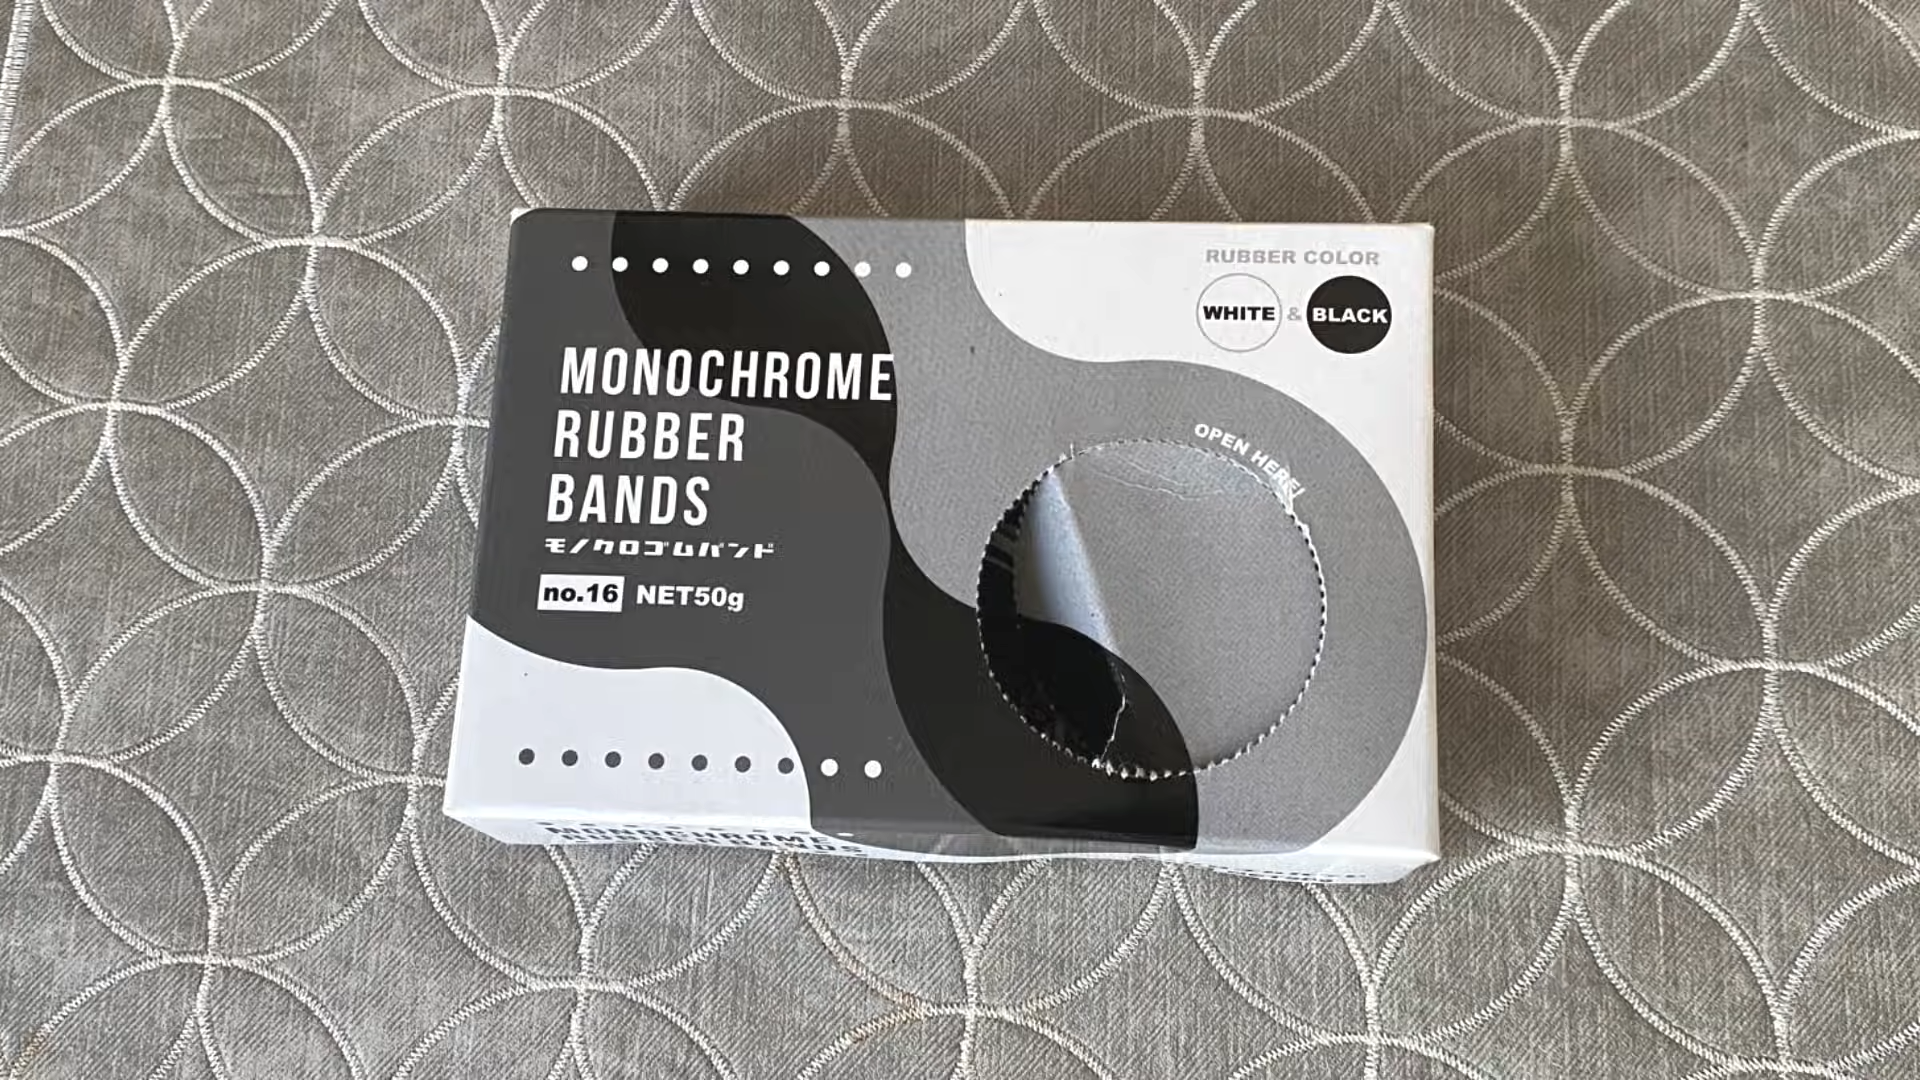 RUBBER COLOR
WHITE & BLACK
MONOCHROME
RUBBER
BANDS
モノクロゴムバンド
no.16 NET50g
OPEN HERE!
MONOCHROME